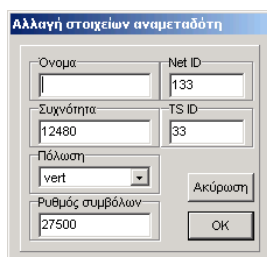 Αλλαγή στοιχείων αναμεταδότη
Όνομα
Net ID
133
Συχνότητα
TS ID
12480
33
Πόλωση
vert
Ακύρωση
Ρυθμός συμβόλων
27500
OK